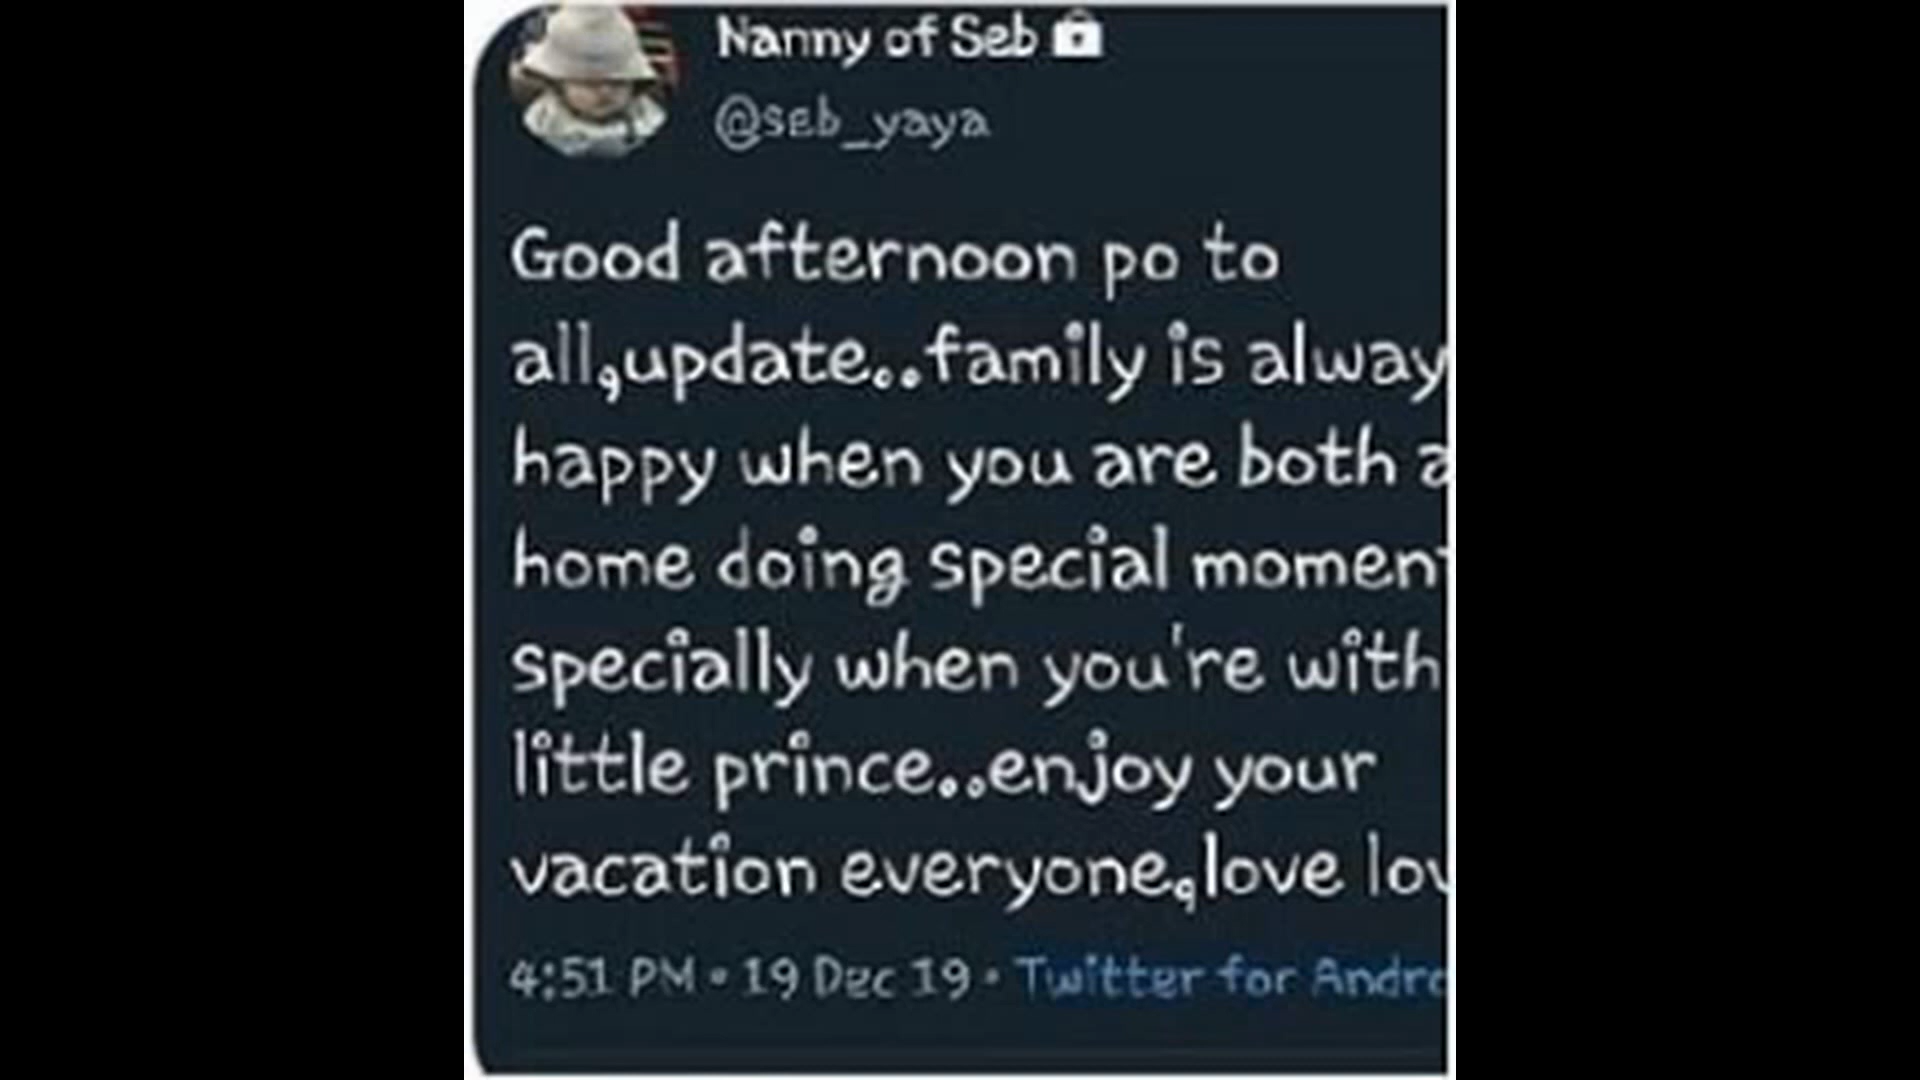 Nanny of Seb
@seb_yaya
Good afternoon po to
all,update..family is alway
happy when you are both a
home doing special momen
specially when you're with
little prince..enjoy your
vacation everyone,love lov
4:51 PM • 19 Dec 19 • Twitter for Andro